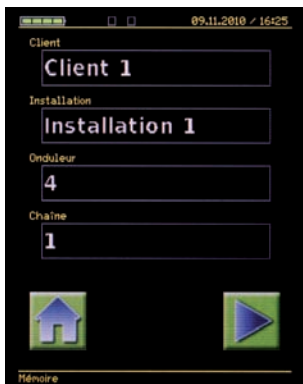 09.11.2010 / 16:25
Client
Client 1
Installation
Installation 1
Onduleur
4
Chaîne
1
Mémoire